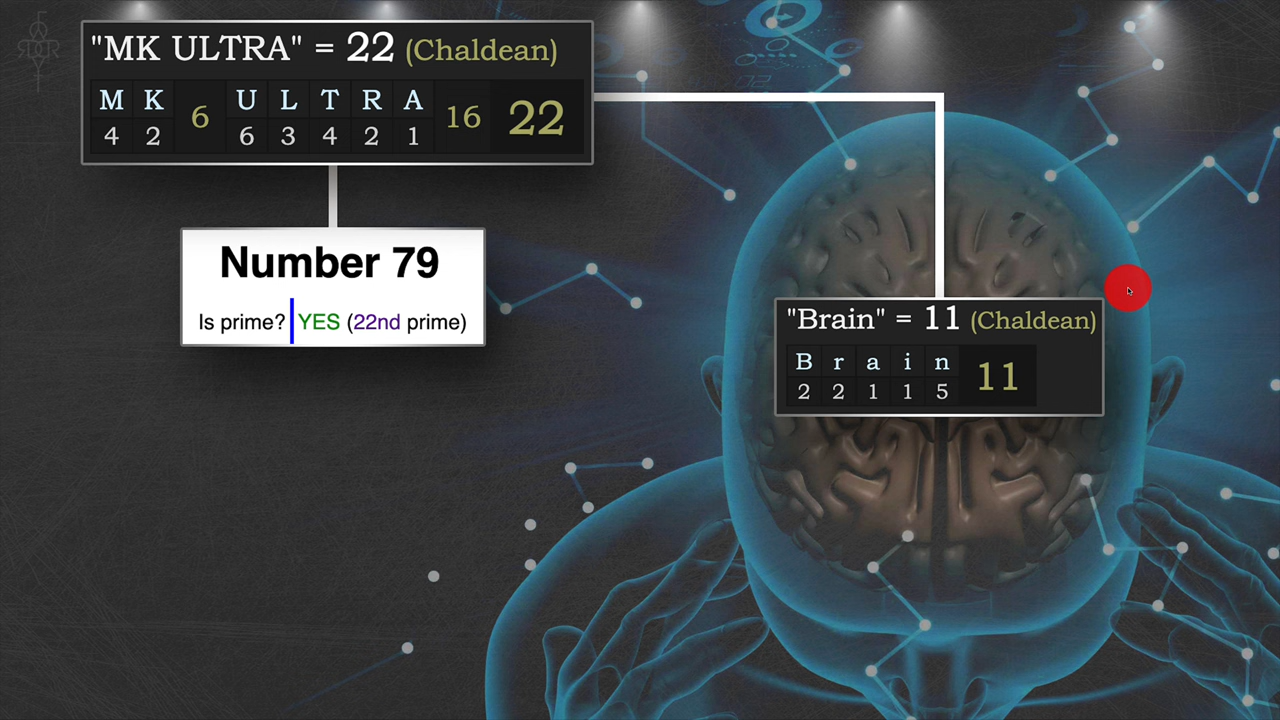 "MK ULTRA" = 22 (Chaldean)
M K 6 U L T R A 16 22
4 2 6 3 4 2 1
Number 79
Is prime? YES (22nd prime)
"Brain" = 11 (Chaldean)
B r a i n 11
2 2 1 1 5